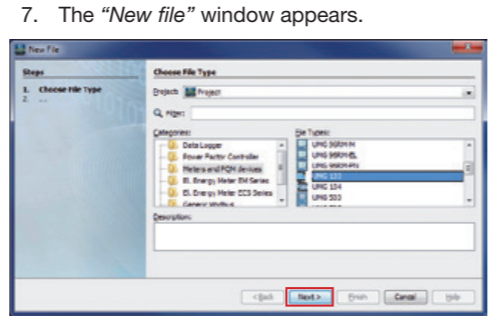 7. The "New file" window appears.
New File
Steps
1. Choose File Type
2. ...
Choose File Type
Project: Project
Filter:
Categories:
Data Logger
Power Factor Controller
Meters and PQM devices
El. Energy Meter EM Series
El. Energy Meter ECS Series
Generic Modbus
File Types:
UMG 96RM-N
UMG 96RM-EL
UMG 96RM-PN
UMG 103
UMG 104
UMG 503
Description:
< Back
Next >
Finish
Cancel
Help